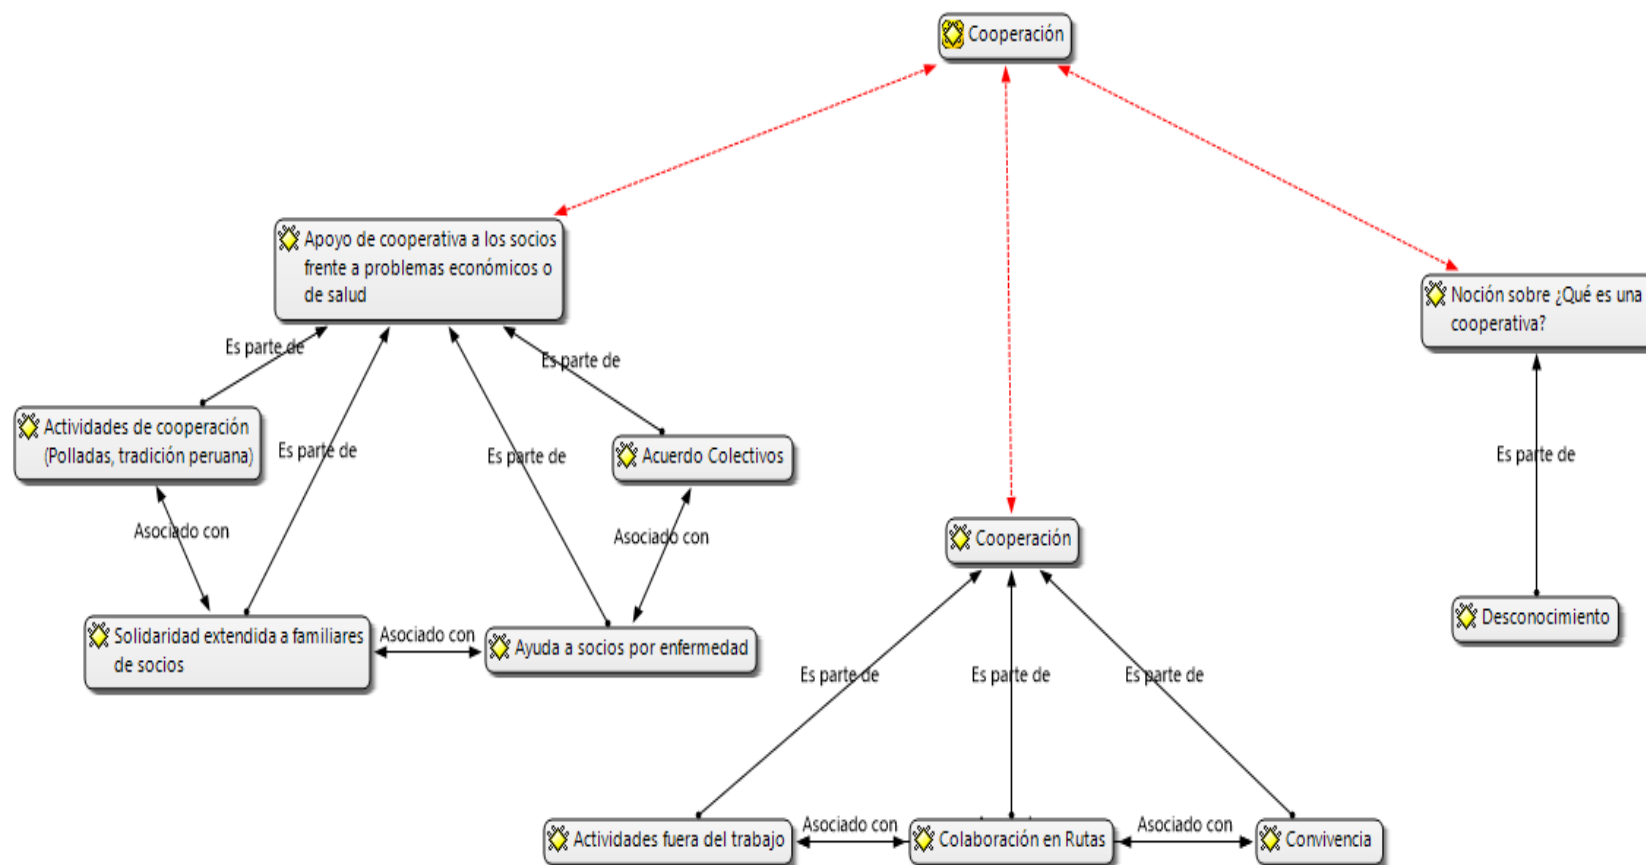 Cooperación
Apoyo de cooperativa a los socios
frente a problemas económicos o
de salud
Noción sobre ¿Qué es una
cooperativa?
Es parte de
Es parte de
Actividades de cooperación
(Polladas, tradición peruana)
Es parte de
Es parte de
Acuerdo Colectivos
Es parte de
Asociado con
Asociado con
Cooperación
Solidaridad extendida a familiares
de socios
Asociado con
Ayuda a socios por enfermedad
Desconocimiento
Es parte de
Es parte de
Es parte de
Actividades fuera del trabajo
Asociado con
Colaboración en Rutas
Asociado con
Convivencia